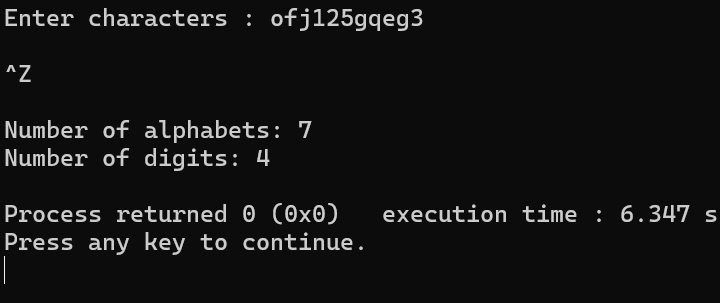 Enter characters : ofj125gqeg3
^Z
Number of alphabets: 7
Number of digits: 4
Process returned 0 (0x0)   execution time : 6.347 s
Press any key to continue.